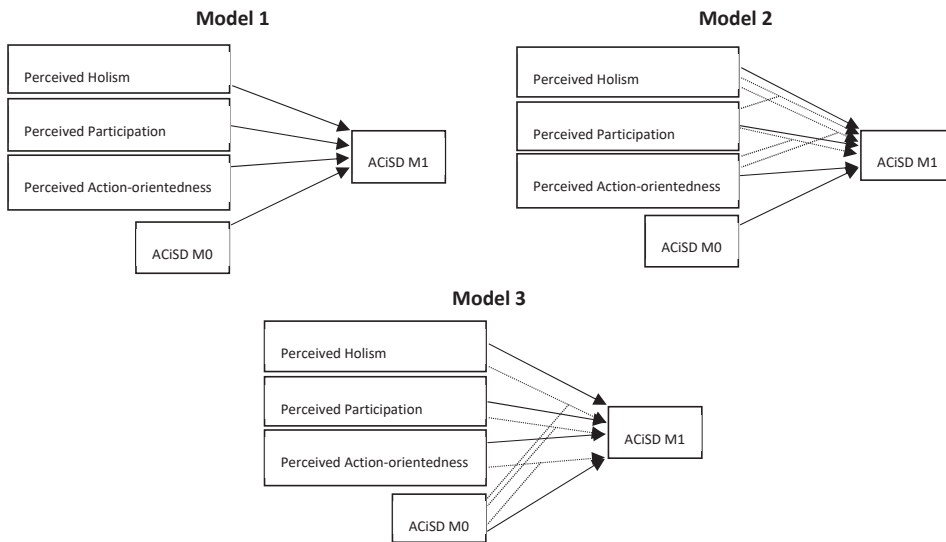 Model 1
Perceived Holism
Perceived Participation
Perceived Action-orientedness
ACiSD M0
ACiSD M1
Model 2
Perceived Holism
Perceived Participation
Perceived Action-orientedness
ACiSD M0
ACiSD M1
Model 3
Perceived Holism
Perceived Participation
Perceived Action-orientedness
ACiSD M0
ACiSD M1